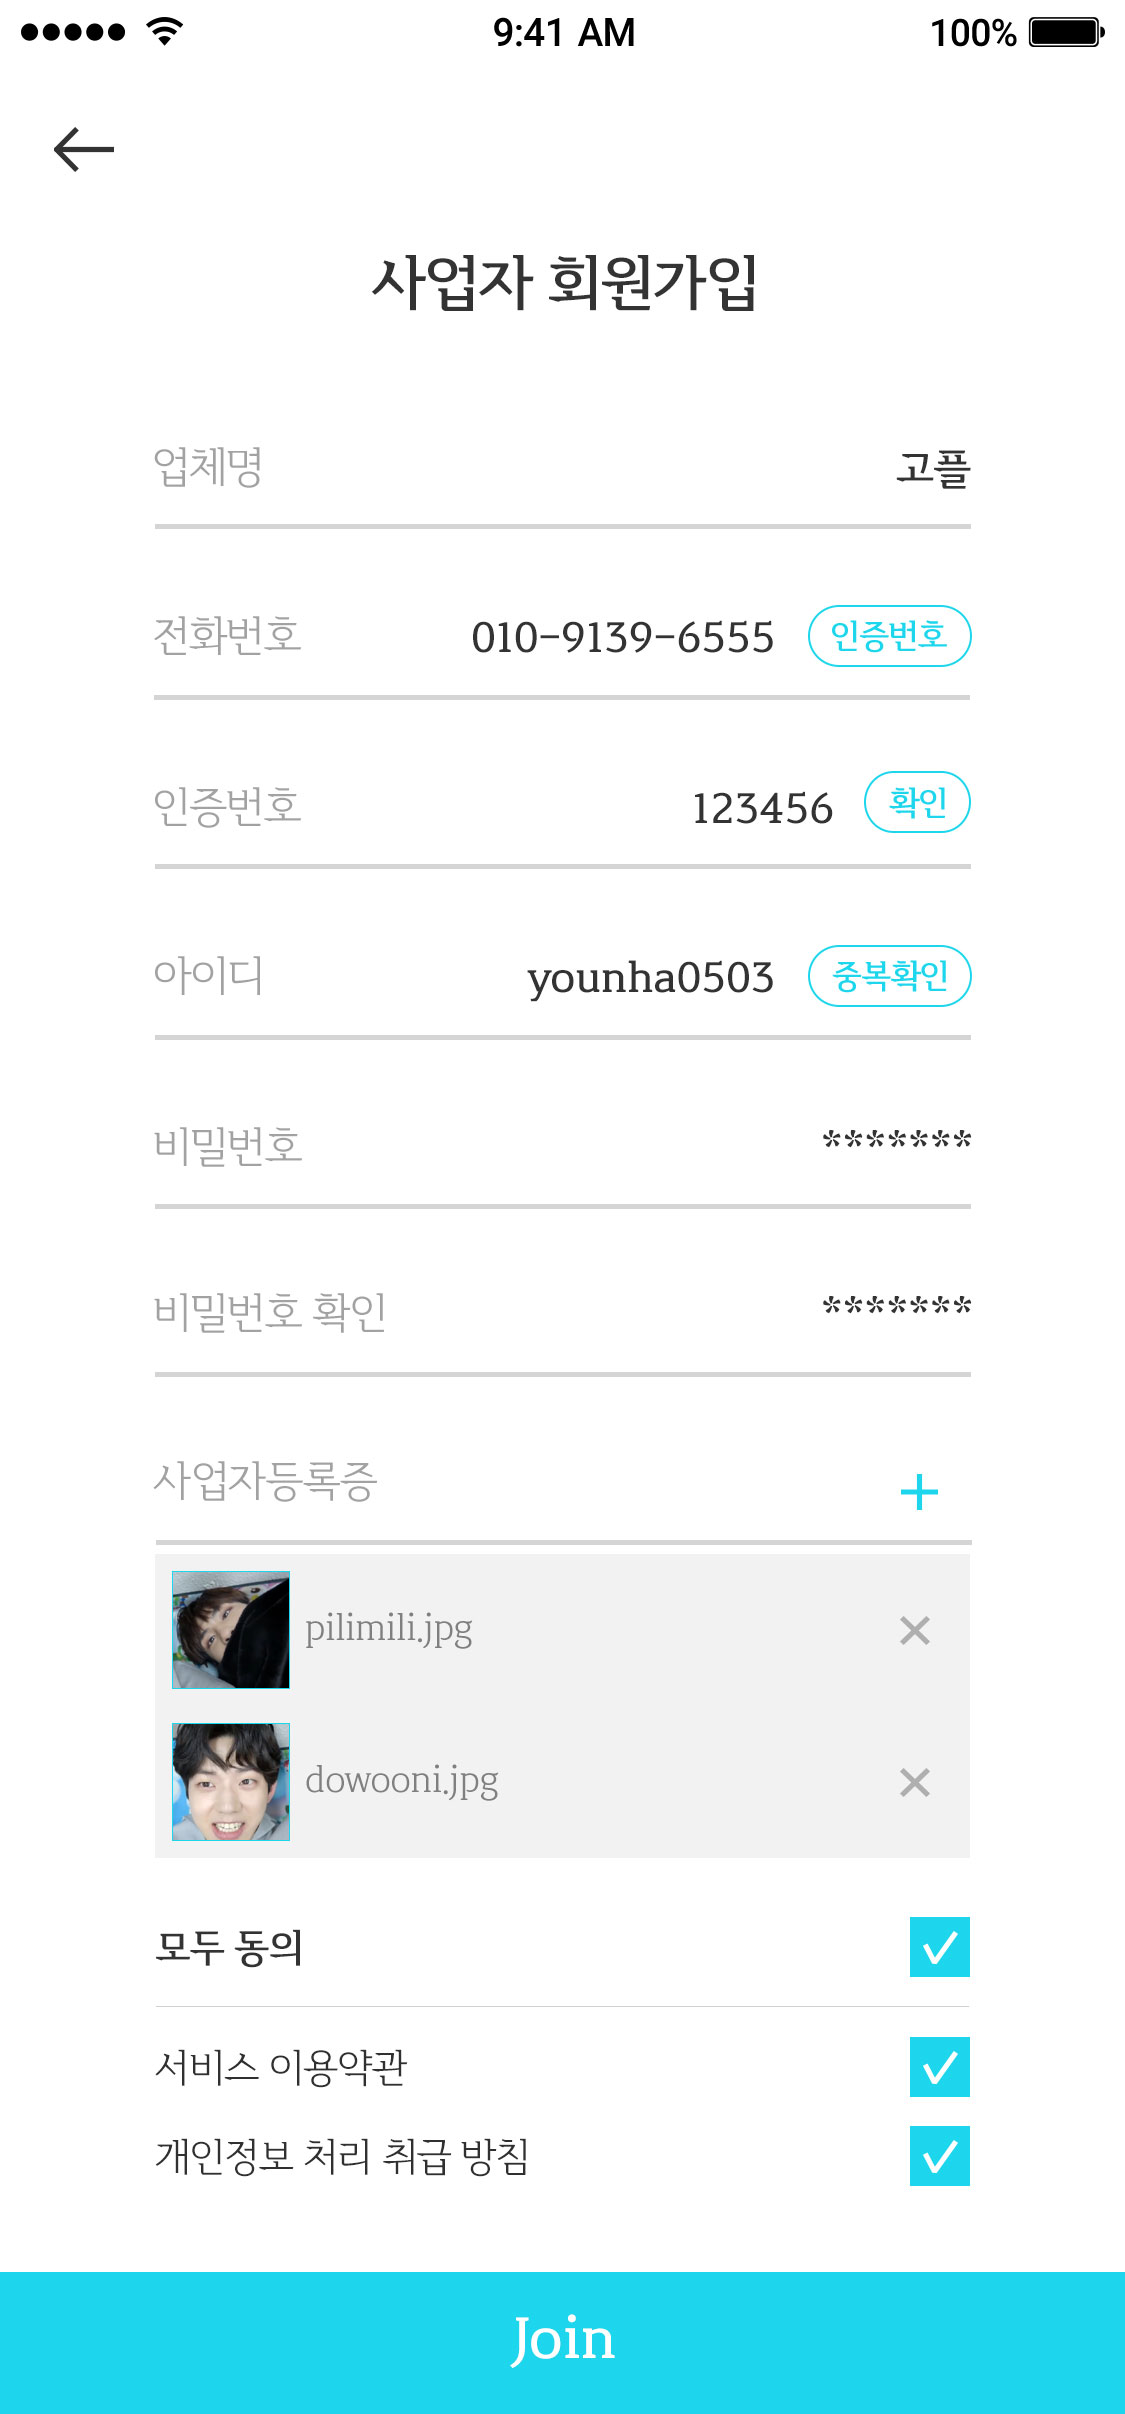 9:41 AM 100%
사업자 회원가입
업체명 고플
전화번호 010-9139-6555 인증번호
인증번호 123456 확인
아이디 younha0503 중복확인
비밀번호 *******
비밀번호 확인 *******
사업자등록증 +
pilimili.jpg
dowooni.jpg
모두 동의
서비스 이용약관
개인정보 처리 취급 방침
Join